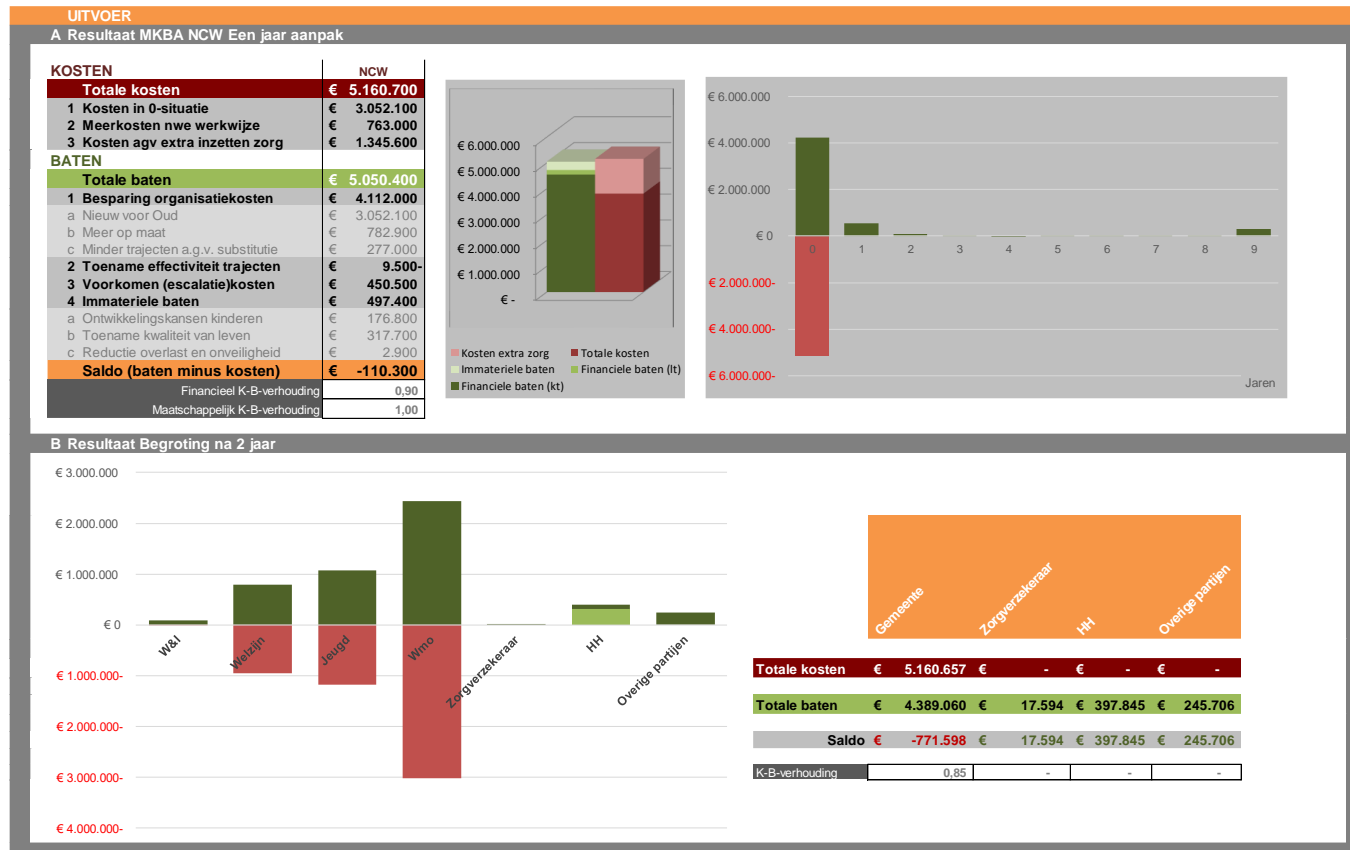 UITVOER
A Resultaat MKBA NCW Een jaar aanpak
KOSTEN NCW
Totale kosten € 5.160.700
1 Kosten in 0-situatie € 3.052.100
2 Meerkosten nwe werkwijze € 763.000
3 Kosten agv extra inzetten zorg € 1.345.600
BATEN
Totale baten € 5.050.400
1 Besparing organisatiekosten € 4.112.000
a Nieuw voor Oud € 3.052.100
b Meer op maat € 782.900
c Minder trajecten a.g.v. substitutie € 277.000
2 Toename effectiviteit trajecten € 9.500-
3 Voorkomen (escalatie)kosten € 450.500
4 Immateriele baten € 497.400
a Ontwikkelingskansen kinderen € 176.800
b Toename kwaliteit van leven € 317.700
c Reductie overlast en onveiligheid € 2.900
Saldo (baten minus kosten) € -110.300
Financieel K-B-verhouding 0,90
Maatschappelijk K-B-verhouding 1,00
€ 6.000.000
€ 5.000.000
€ 4.000.000
€ 3.000.000
€ 2.000.000
€ 1.000.000
€ -
Kosten extra zorg Totale kosten
Immateriele baten Financiele baten (lt)
Financiele baten (kt)
€ 6.000.000
€ 4.000.000
€ 2.000.000
€ 0
0 1 2 3 4 5 6 7 8 9
€ 2.000.000-
€ 4.000.000-
€ 6.000.000-
Jaren
B Resultaat Begroting na 2 jaar
€ 3.000.000
€ 2.000.000
€ 1.000.000
€ 0
W&I Welzijn Jeugd Wmo Zorgverzekeraar HH Overige partijen
€ 1.000.000-
€ 2.000.000-
€ 3.000.000-
€ 4.000.000-
Gemeente Zorgverzekeraar HH Overige partijen
Totale kosten € 5.160.657 € - € - € -
Totale baten € 4.389.060 € 17.594 € 397.845 € 245.706
Saldo € -771.598 € 17.594 € 397.845 € 245.706
K-B-verhouding 0,85 - - -